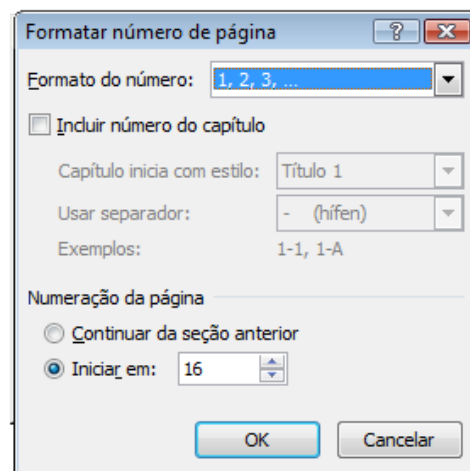 Formatar número de página
Formato do número: 1, 2, 3, ...
Incluir número do capítulo
Capítulo inicia com estilo: Título 1
Usar separador: - (hífen)
Exemplos: 1-1, 1-A
Numeração da página
Continuar da seção anterior
Iniciar em: 16
OK Cancelar